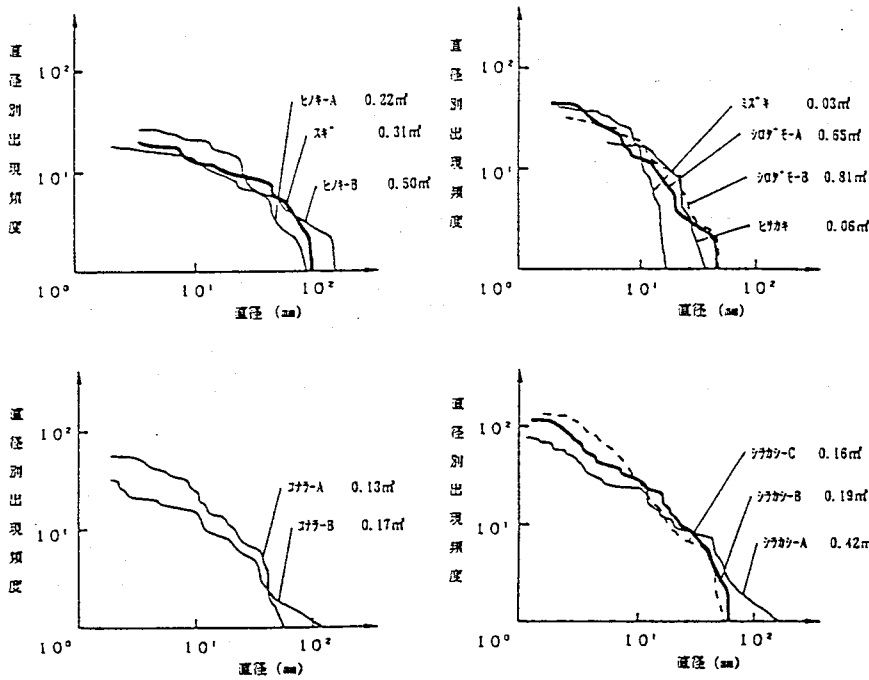 直径別出現頻度
10²
10¹
10⁰
10¹
10²
直径 (mm)
ヒノキ-A 0.22㎡
スギ 0.31㎡
ヒノキ-B 0.50㎡
直径別出現頻度
10²
10¹
10⁰
10¹
10²
直径 (mm)
ミズキ 0.03㎡
シロダモ-A 0.65㎡
シロダモ-B 0.81㎡
ヒサカキ 0.06㎡
直径別出現頻度
10²
10¹
10⁰
10¹
10²
直径 (mm)
コナラ-A 0.13㎡
コナラ-B 0.17㎡
直径別出現頻度
10²
10¹
10⁰
10¹
10²
直径 (mm)
シラカシ-C 0.16㎡
シラカシ-B 0.19㎡
シラカシ-A 0.42㎡